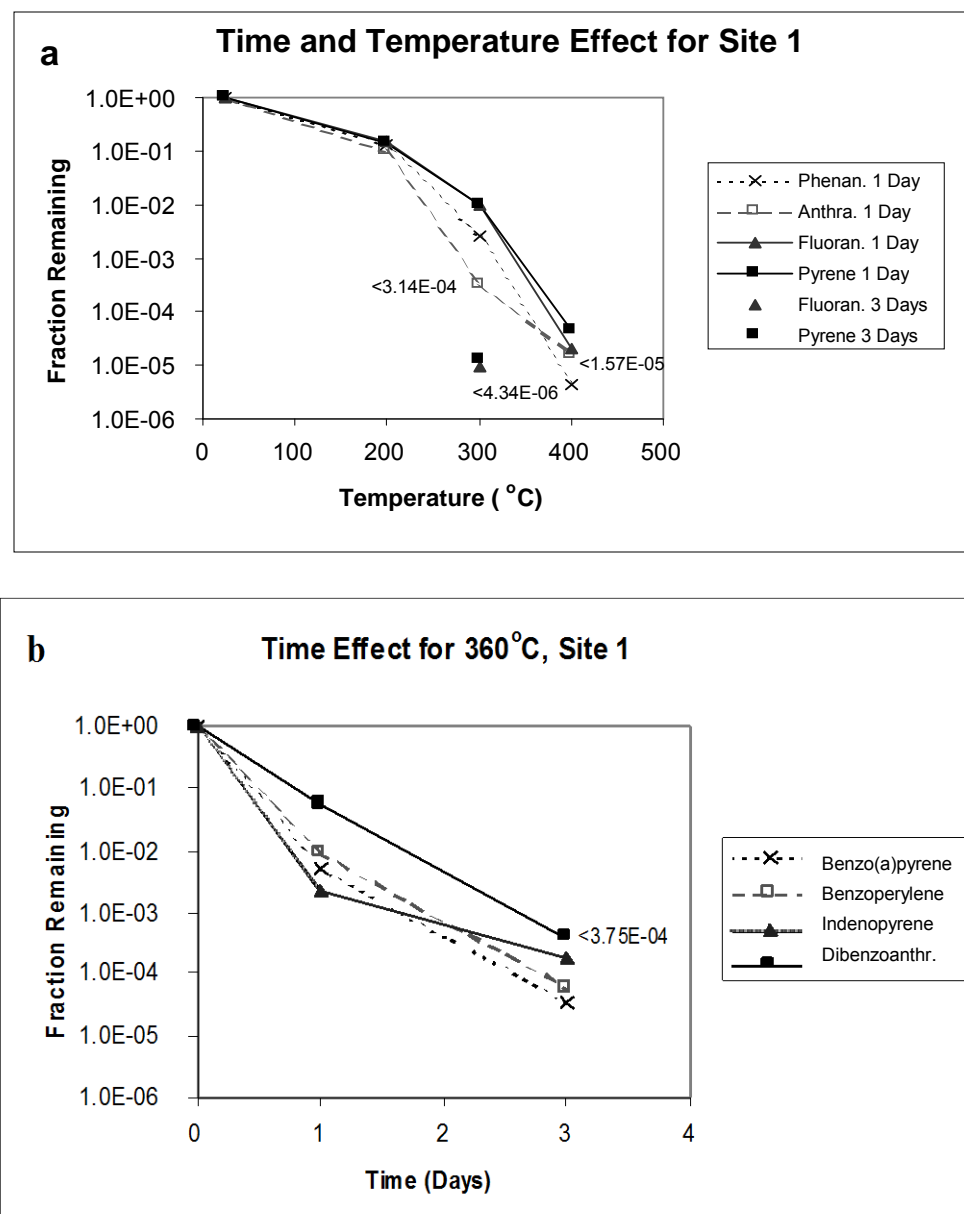 a
Time and Temperature Effect for Site 1
1.0E+00
1.0E-01
1.0E-02
1.0E-03
1.0E-04
1.0E-05
1.0E-06
Fraction Remaining
<3.14E-04
<1.57E-05
<4.34E-06
0 100 200 300 400 500
Temperature ( °C)
Phenan. 1 Day
Anthra. 1 Day
Fluoran. 1 Day
Pyrene 1 Day
Fluoran. 3 Days
Pyrene 3 Days
b
Time Effect for 360°C, Site 1
1.0E+00
1.0E-01
1.0E-02
1.0E-03
1.0E-04
1.0E-05
1.0E-06
Fraction Remaining
<3.75E-04
0 1 2 3 4
Time (Days)
Benzo(a)pyrene
Benzoperylene
Indenopyrene
Dibenzoanthr.